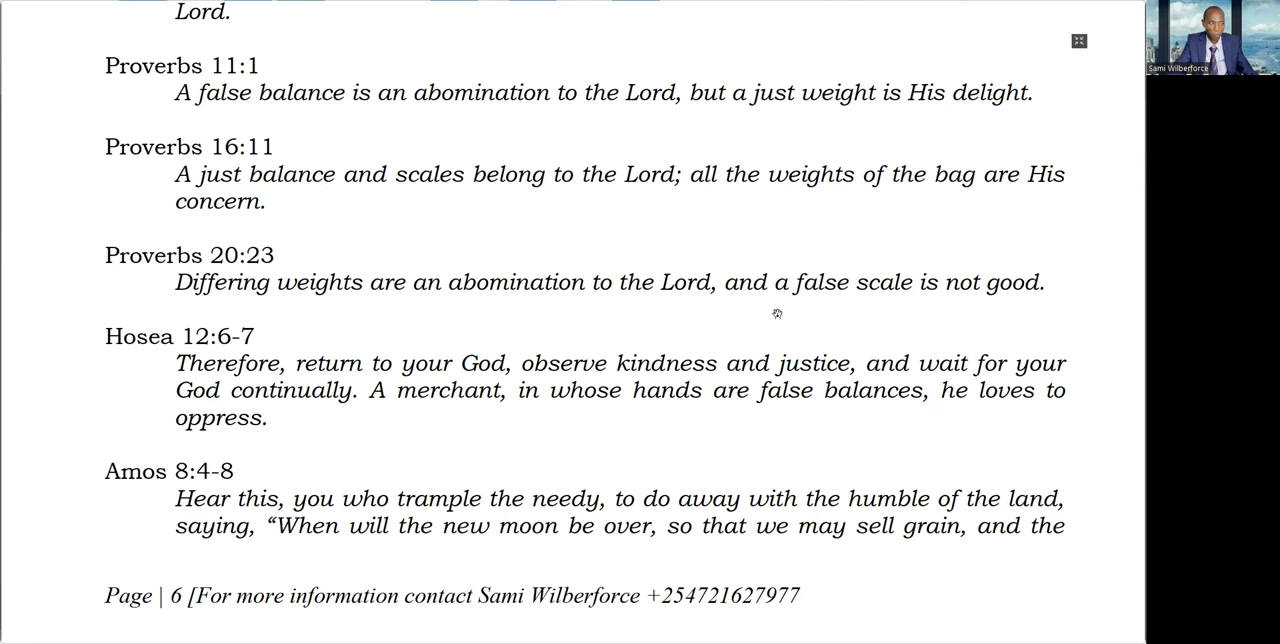 Lord.
Proverbs 11:1
A false balance is an abomination to the Lord, but a just weight is His delight.
Proverbs 16:11
A just balance and scales belong to the Lord; all the weights of the bag are His
concern.
Proverbs 20:23
Differing weights are an abomination to the Lord, and a false scale is not good.
Hosea 12:6-7
Therefore, return to your God, observe kindness and justice, and wait for your
God continually. A merchant, in whose hands are false balances, he loves to
oppress.
Amos 8:4-8
Hear this, you who trample the needy, to do away with the humble of the land,
saying, “When will the new moon be over, so that we may sell grain, and the
Page | 6 [For more information contact Sami Wilberforce +254721627977
Sami Wilberforce